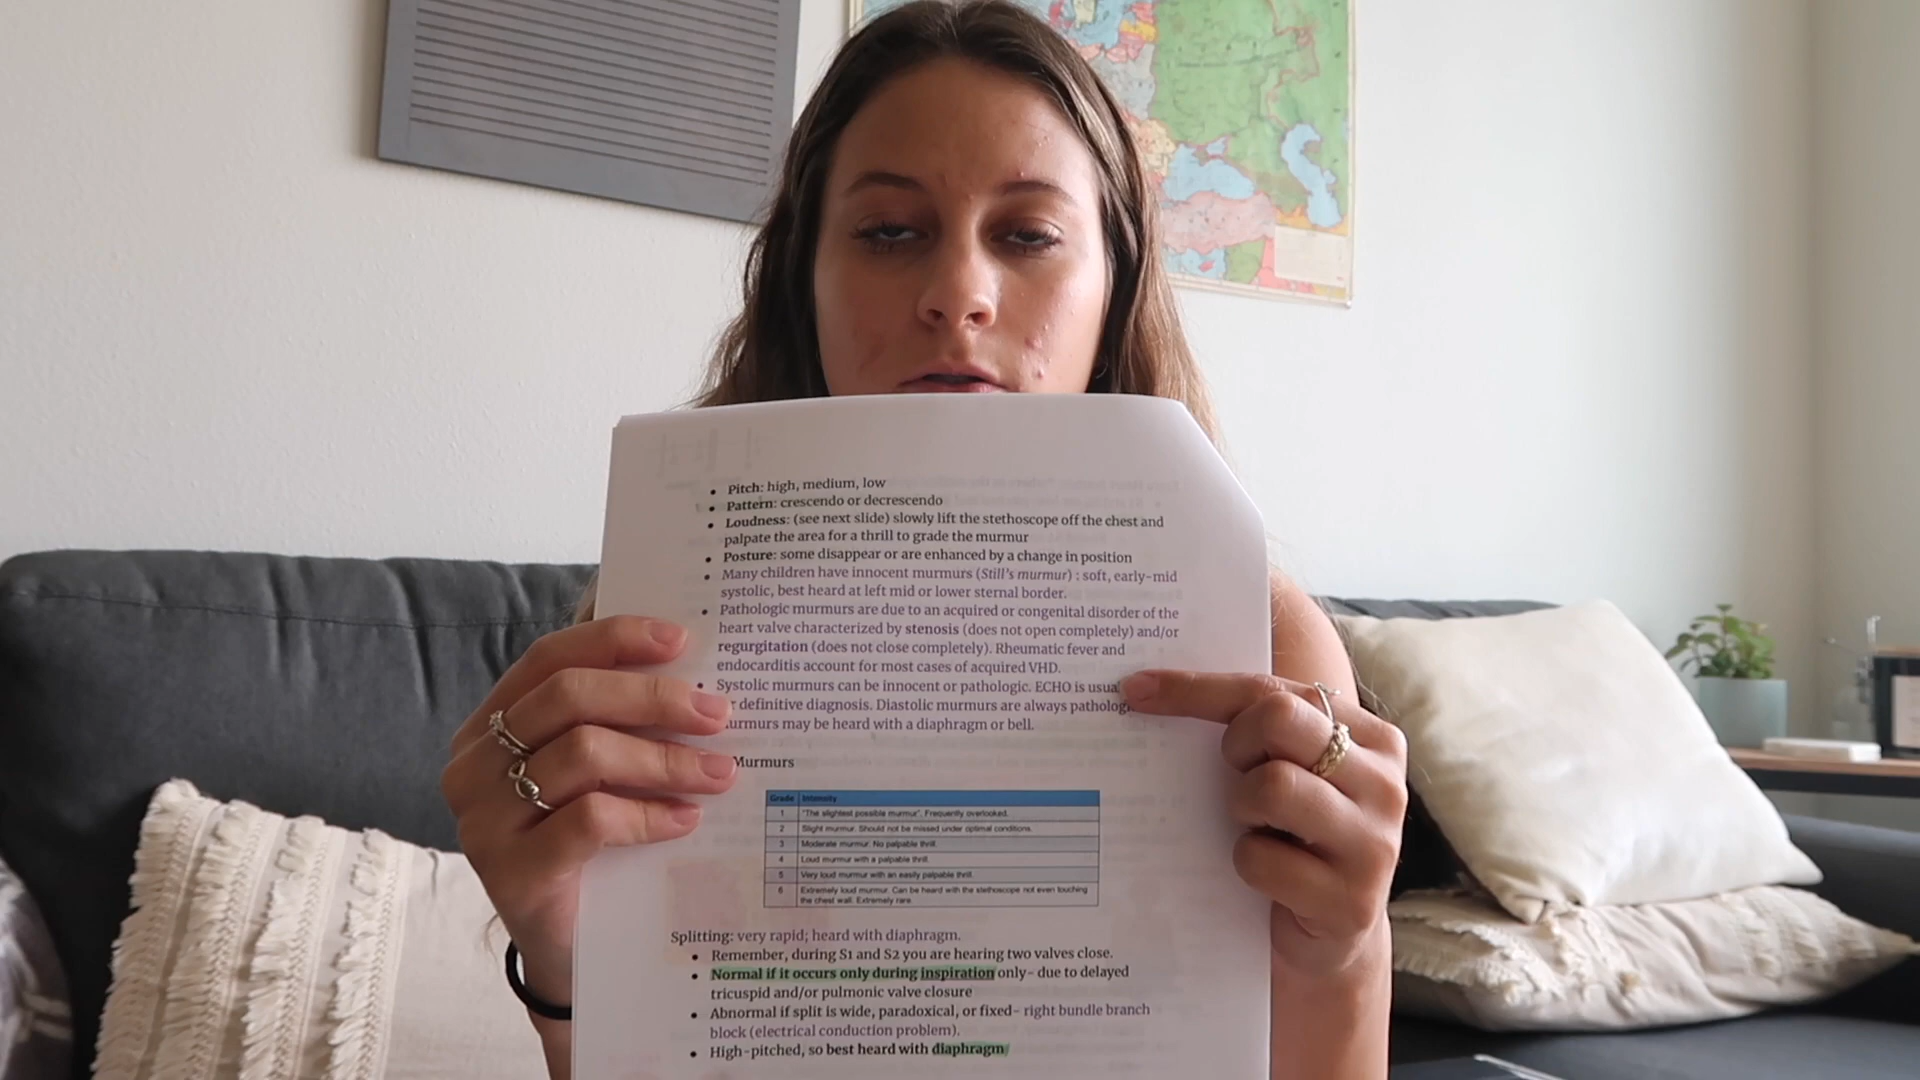 • Pitch: high, medium, low
• Pattern: crescendo or decrescendo
• Loudness: (see next slide) slowly lift the stethoscope off the chest and
palpate the area for a thrill to grade the murmur
• Posture: some disappear or are enhanced by a change in position
• Many children have innocent murmurs (Still's murmur) : soft, early-mid
systolic, best heard at left mid or lower sternal border.
• Pathologic murmurs are due to an acquired or congenital disorder of the
heart valve characterized by stenosis (does not open completely) and/or
regurgitation (does not close completely). Rheumatic fever and
endocarditis account for most cases of acquired VHD.
• Systolic murmurs can be innocent or pathologic. ECHO is
definitive diagnosis. Diastolic murmurs are always
may be heard with a diaphragm or bell.
Murmurs
Grade Intensity
1 "The slightest possible murmur". Frequently overlooked.
2 Slight murmur. Should not be missed under optimal conditions.
3 Moderate murmur. No palpable thrill.
4 Loud murmur with a palpable thrill.
5 Very loud murmur with an easily palpable thrill.
6 Extremely loud murmur. Can be heard with the stethoscope not even touching
the chest wall. Extremely rare.
Splitting: very rapid; heard with diaphragm.
• Remember, during S1 and S2 you are hearing two valves close.
• Normal if it occurs only during inspiration only- due to delayed
tricuspid and/or pulmonic valve closure
• Abnormal if split is wide, paradoxical, or fixed- right bundle branch
block (electrical conduction problem).
• High-pitched, so best heard with diaphragm